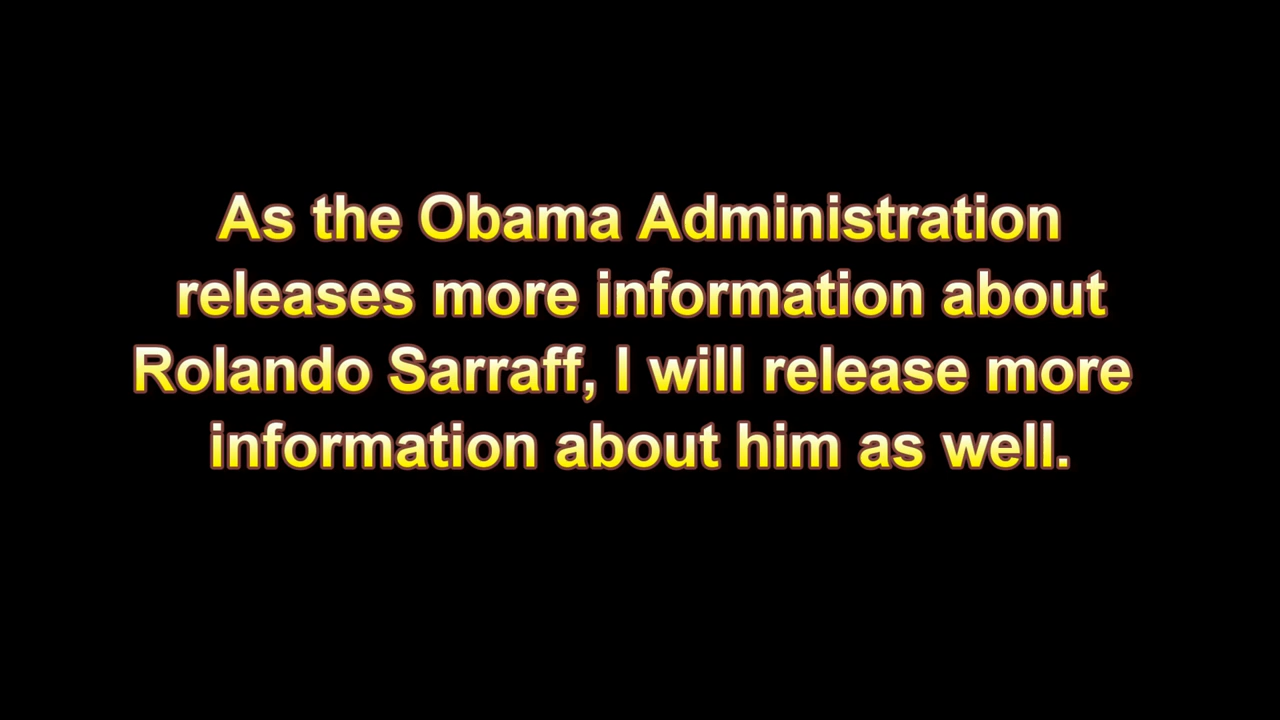 As the Obama Administration
releases more information about
Rolando Sarraff, I will release more
information about him as well.